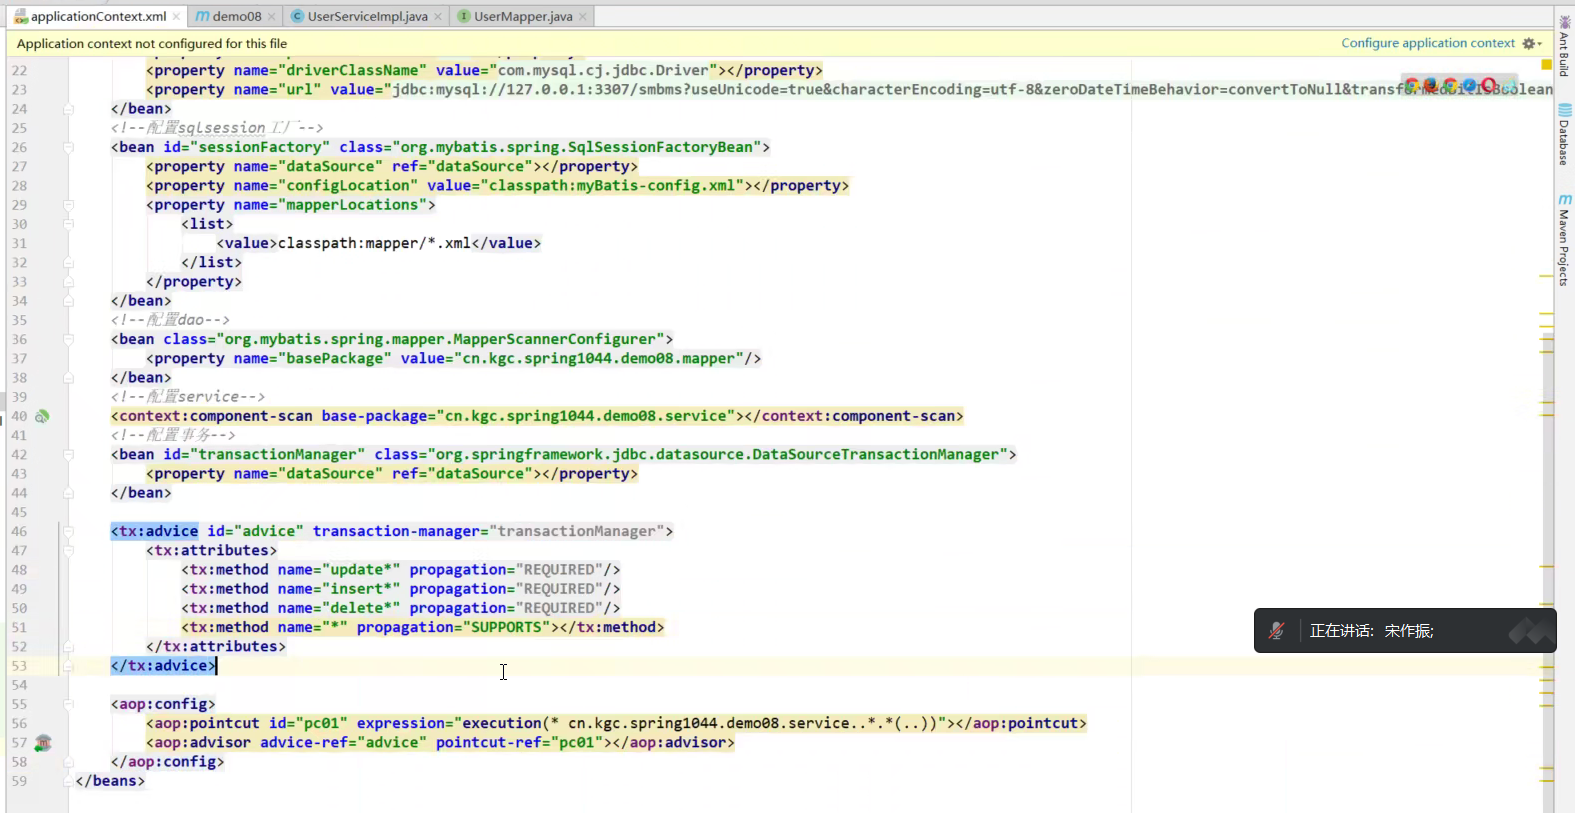 applicationContext.xml
demo08
UserServiceImpl.java
UserMapper.java
Application context not configured for this file
Configure application context
22 <property name="driverClassName" value="com.mysql.cj.jdbc.Driver"></property>
23 <property name="url" value="jdbc:mysql://127.0.0.1:3307/smbms?useUnicode=true&characterEncoding=utf-8&zeroDateTimeBehavior=convertToNull&transformedBitIsBoolean
24 </bean>
25 <!--配置sqlsession工厂-->
26 <bean id="sessionFactory" class="org.mybatis.spring.SqlSessionFactoryBean">
27 <property name="dataSource" ref="dataSource"></property>
28 <property name="configLocation" value="classpath:myBatis-config.xml"></property>
29 <property name="mapperLocations">
30 <list>
31 <value>classpath:mapper/*.xml</value>
32 </list>
33 </property>
34 </bean>
35 <!--配置dao-->
36 <bean class="org.mybatis.spring.mapper.MapperScannerConfigurer">
37 <property name="basePackage" value="cn.kgc.spring1044.demo08.mapper"/>
38 </bean>
39 <!--配置service-->
40 <context:component-scan base-package="cn.kgc.spring1044.demo08.service"></context:component-scan>
41 <!--配置事务-->
42 <bean id="transactionManager" class="org.springframework.jdbc.datasource.DataSourceTransactionManager">
43 <property name="dataSource" ref="dataSource"></property>
44 </bean>
45
46 <tx:advice id="advice" transaction-manager="transactionManager">
47 <tx:attributes>
48 <tx:method name="update*" propagation="REQUIRED"/>
49 <tx:method name="insert*" propagation="REQUIRED"/>
50 <tx:method name="delete*" propagation="REQUIRED"/>
51 <tx:method name="*" propagation="SUPPORTS"></tx:method>
52 </tx:attributes>
53 </tx:advice>
54
55 <aop:config>
56 <aop:pointcut id="pc01" expression="execution(* cn.kgc.spring1044.demo08.service..*.*(..))"></aop:pointcut>
57 <aop:advisor advice-ref="advice" pointcut-ref="pc01"></aop:advisor>
58 </aop:config>
59 </beans>
Ant Build
Database
Maven Projects
正在讲话: 宋作振;